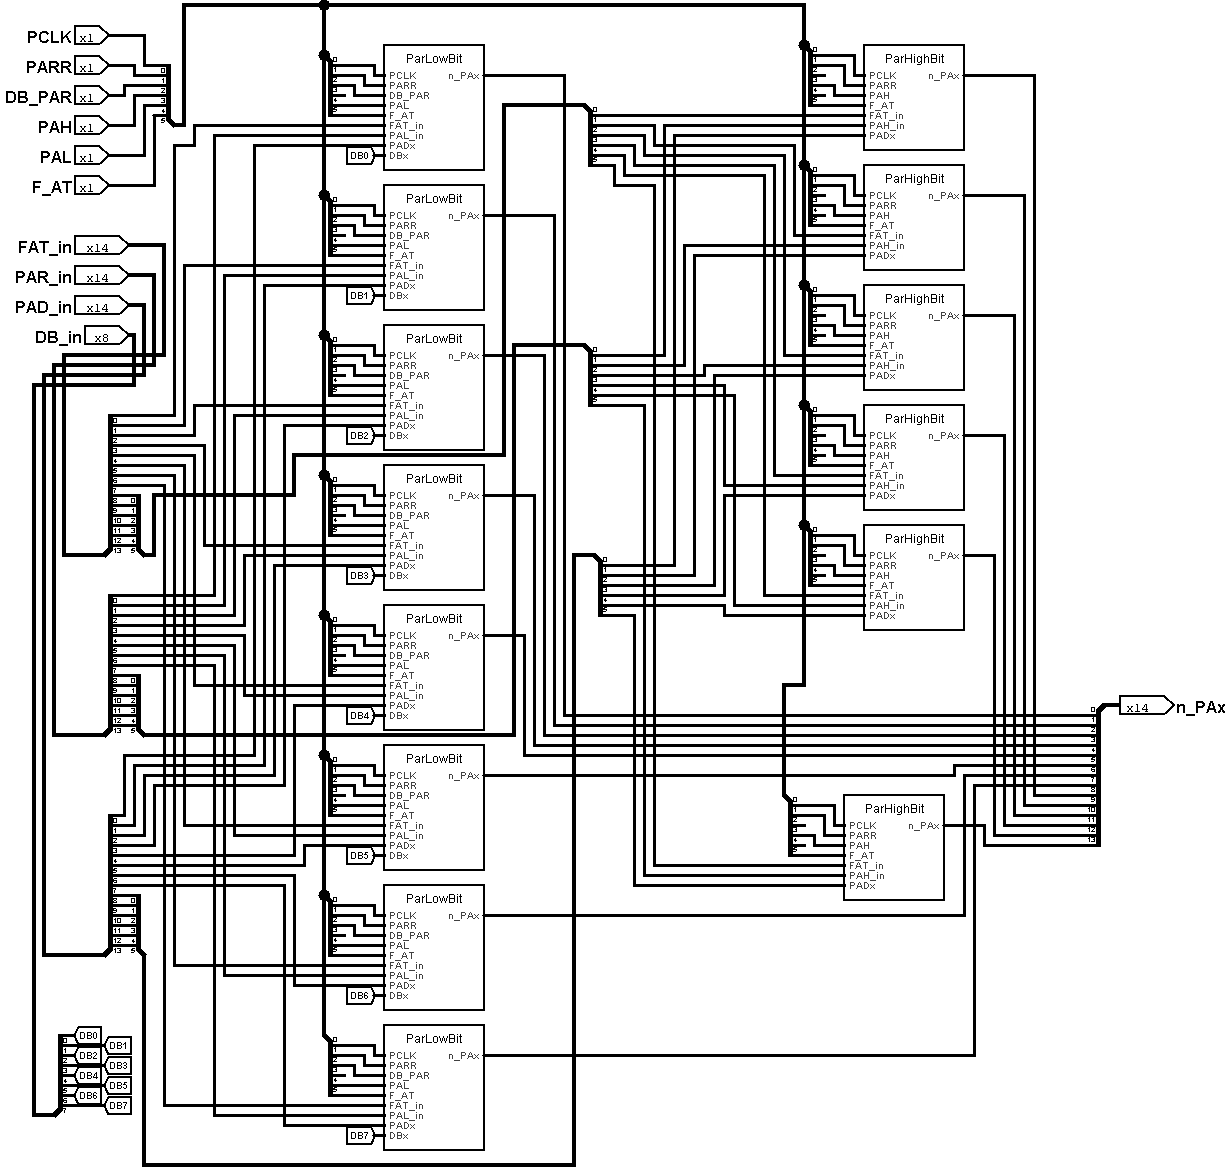 PCLK x1
PARR x1
DB_PAR x1
PAH x1
PAL x1
F_AT x1
FAT_in x14
PAR_in x14
PAD_in x14
DB_in x8
ParLowBit
PCLK n_PAx
PARR
DB_PAR
PAL
F_AT
FAT_in
PAL_in
PADx
DB0 DBx
ParLowBit
PCLK n_PAx
PARR
DB_PAR
PAL
F_AT
FAT_in
PAL_in
PADx
DB1 DBx
ParLowBit
PCLK n_PAx
PARR
DB_PAR
PAL
F_AT
FAT_in
PAL_in
PADx
DB2 DBx
ParLowBit
PCLK n_PAx
PARR
DB_PAR
PAL
F_AT
FAT_in
PAL_in
PADx
DB3 DBx
ParLowBit
PCLK n_PAx
PARR
DB_PAR
PAL
F_AT
FAT_in
PAL_in
PADx
DB4 DBx
ParLowBit
PCLK n_PAx
PARR
DB_PAR
PAL
F_AT
FAT_in
PAL_in
PADx
DB5 DBx
ParLowBit
PCLK n_PAx
PARR
DB_PAR
PAL
F_AT
FAT_in
PAL_in
PADx
DB6 DBx
ParLowBit
PCLK n_PAx
PARR
DB_PAR
PAL
F_AT
FAT_in
PAL_in
PADx
DB7 DBx
ParHighBit
PCLK n_PAx
PARR
PAH
F_AT
FAT_in
PAH_in
PADx
ParHighBit
PCLK n_PAx
PARR
PAH
F_AT
FAT_in
PAH_in
PADx
ParHighBit
PCLK n_PAx
PARR
PAH
F_AT
FAT_in
PAH_in
PADx
ParHighBit
PCLK n_PAx
PARR
PAH
F_AT
FAT_in
PAH_in
PADx
ParHighBit
PCLK n_PAx
PARR
PAH
F_AT
FAT_in
PAH_in
PADx
ParHighBit
PCLK n_PAx
PARR
PAH
F_AT
FAT_in
PAH_in
PADx
x14 n_PAx
DB0
DB1
DB2
DB3
DB4
DB5
DB6
DB7